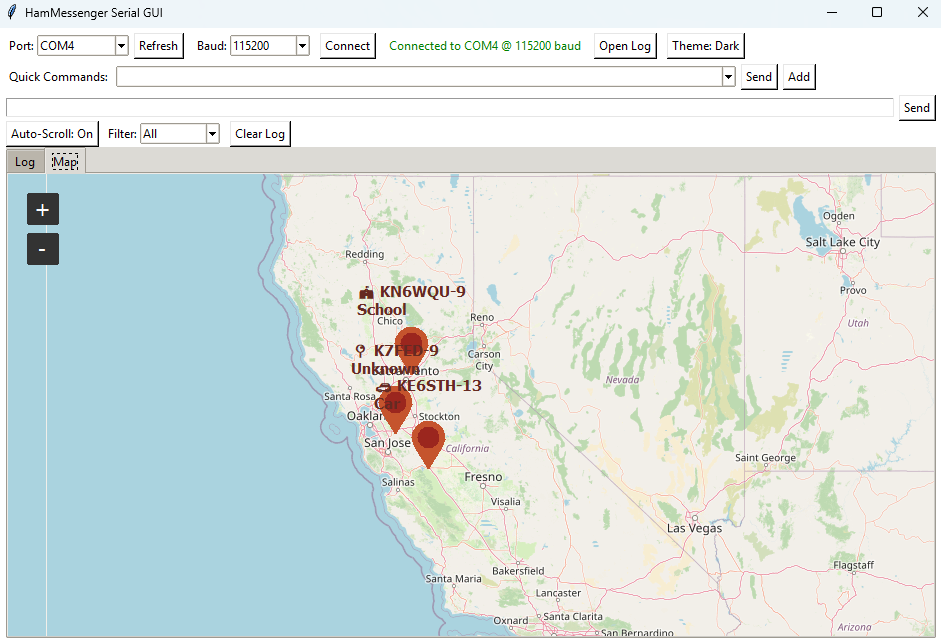 HamMessenger Serial GUI
Port: COM4 Refresh Baud: 115200 Connect Connected to COM4 @ 115200 baud Open Log Theme: Dark
Quick Commands: Send Add
Send
Auto-Scroll: On Filter: All Clear Log
Log Map
+
-
Ogden
Salt Lake City
Redding
Provo
KN6WQU-9
School
Chico
Reno
Utah
K7FED-9
Carson
City
Unknown
Sacramento
KE6STH-13
Nevada
Santa Rosa
Car
Oakland
Stockton
San Jose
California
Saint George
Salinas
Fresno
Visalia
Las Vegas
Flagstaff
Bakersfield
Santa Maria
Lancaster
Oxnard
Santa Clarita
Arizona
San Bernardino